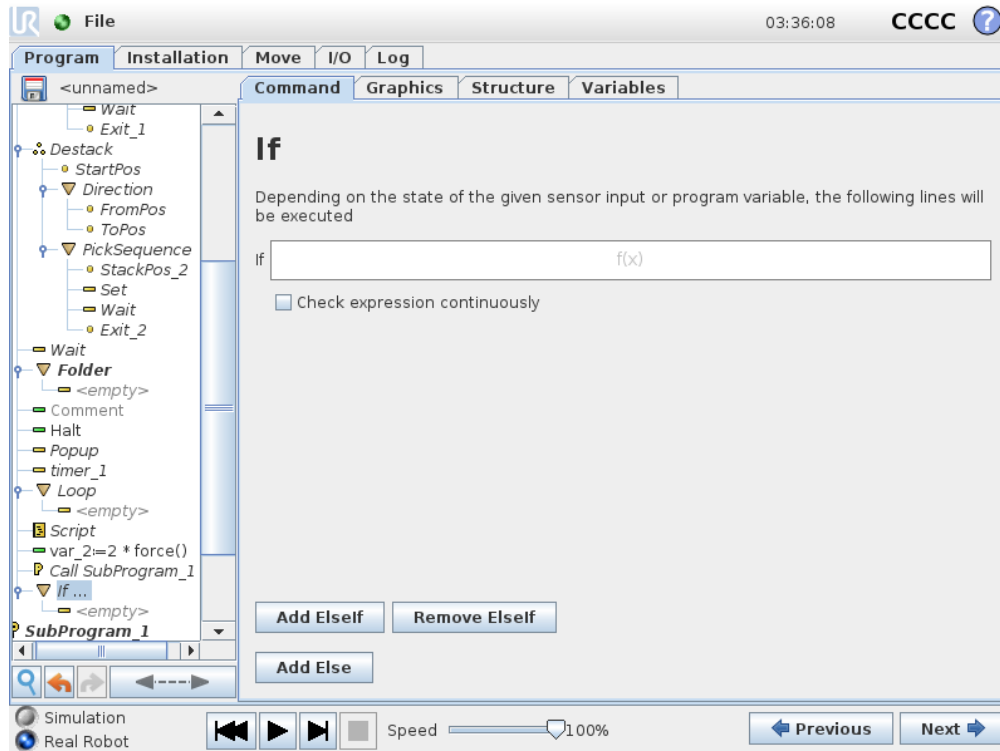 UR File 03:36:08 CCCC ?
Program Installation Move I/O Log
<unnamed> Command Graphics Structure Variables
Wait
Exit_1
Destack
StartPos
Direction
FromPos
ToPos
PickSequence
StackPos_2
Set
Wait
Exit_2
Wait
Folder
<empty>
Comment
Halt
Popup
timer_1
Loop
<empty>
Script
var_2:=2 * force()
P Call SubProgram_1
If ...
<empty>
P SubProgram_1
If
Depending on the state of the given sensor input or program variable, the following lines will
be executed
If f(x)
Check expression continuously
Add ElseIf Remove ElseIf
Add Else
Simulation
Real Robot
Speed 100%
Previous Next